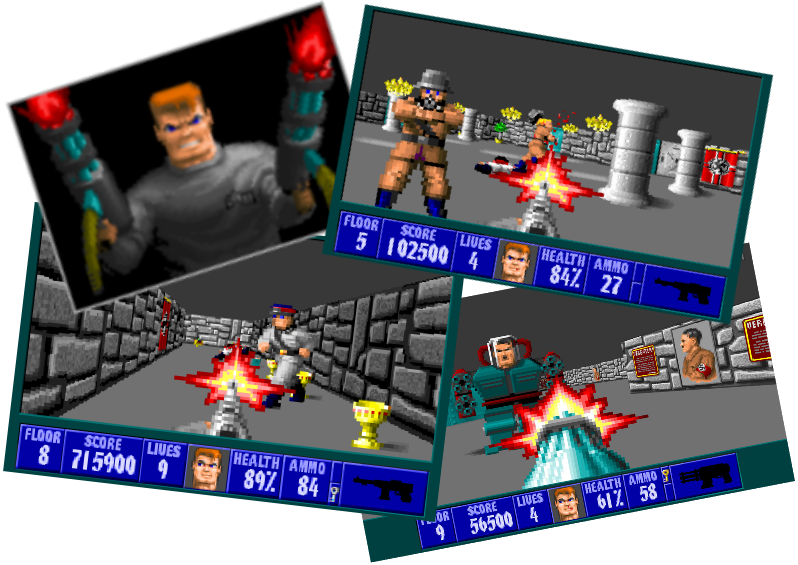 FLOOR SCORE LIVES HEALTH AMMO
5 102500 4 84% 27
FLOOR SCORE LIVES HEALTH AMMO
8 715900 9 89% 84
FLOOR SCORE LIVES HEALTH AMMO
9 56500 4 61% 58